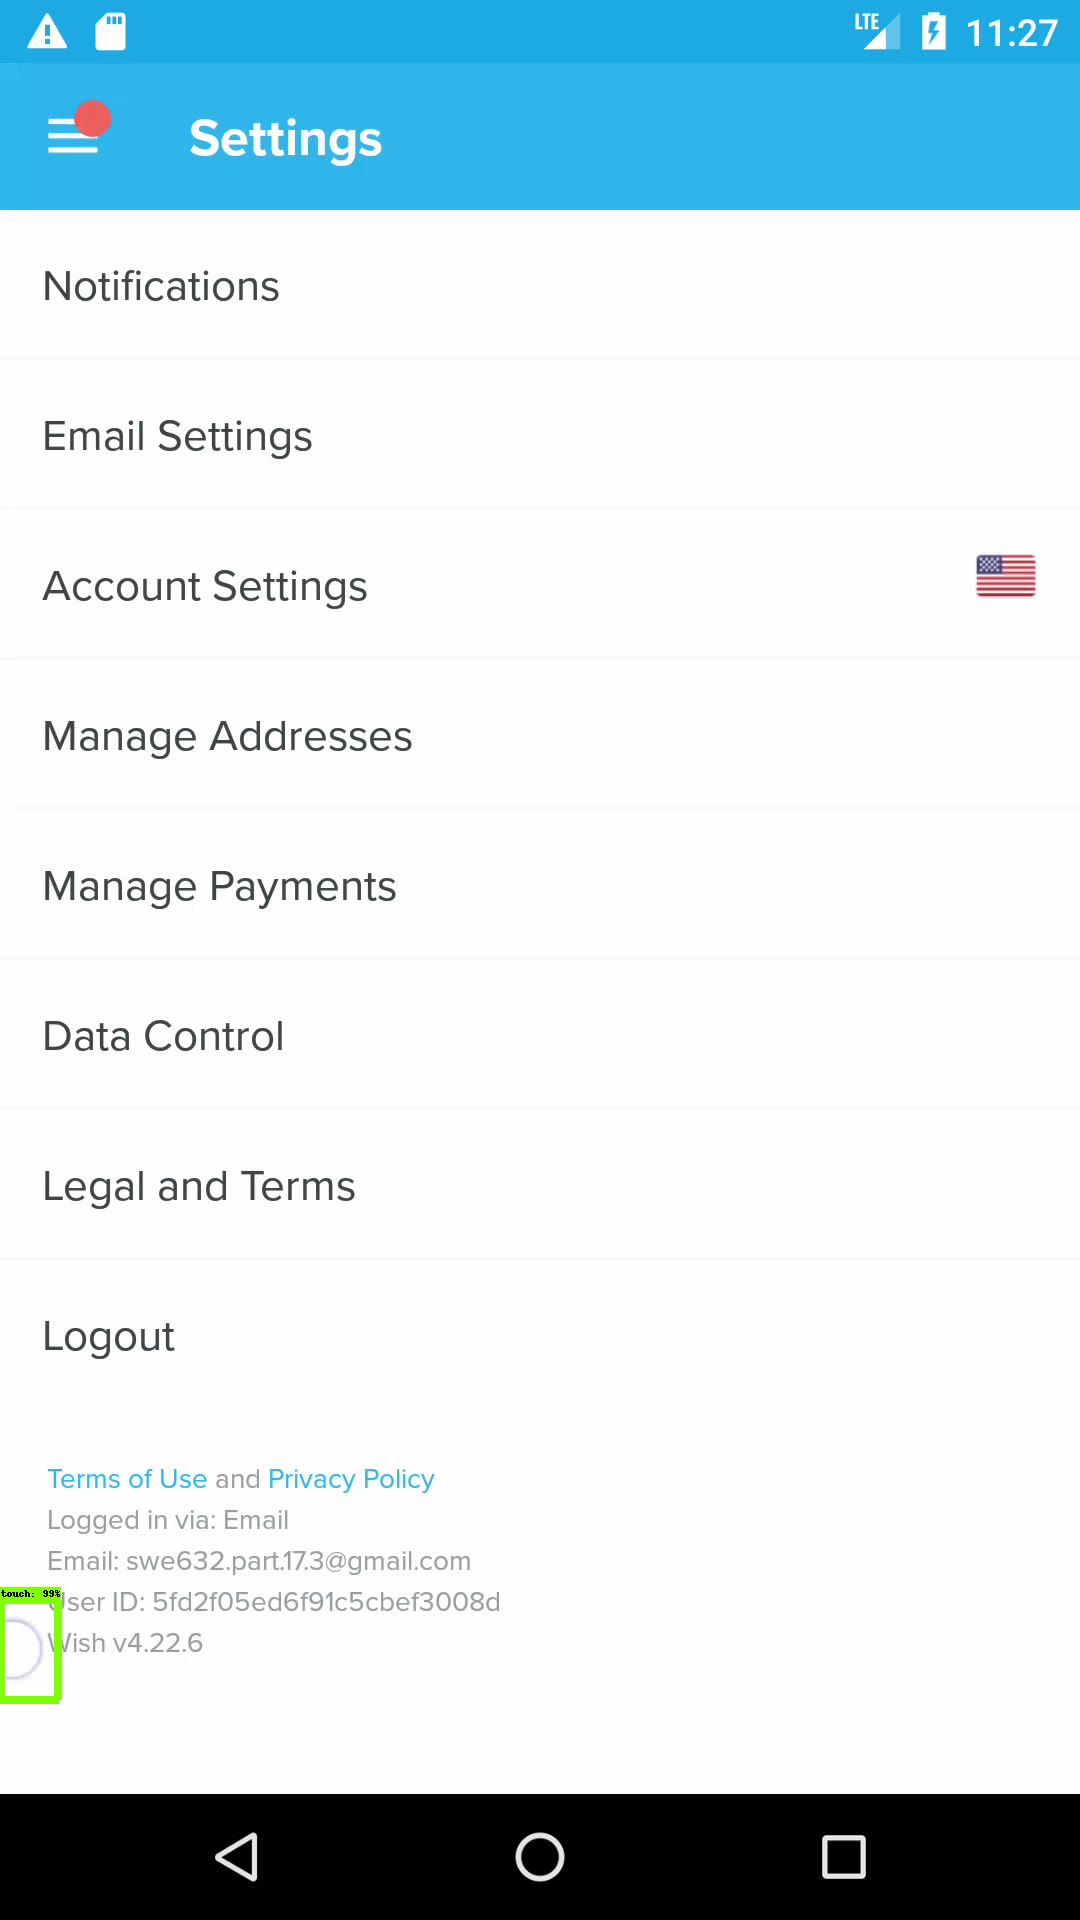 LTE 11:27
Settings
Notifications
Email Settings
Account Settings
Manage Addresses
Manage Payments
Data Control
Legal and Terms
Logout
Terms of Use and Privacy Policy
Logged in via: Email
Email: swe632.part.17.3@gmail.com
touch: 99%
User ID: 5fd2f05ed6f91c5cbef3008d
Wish v4.22.6